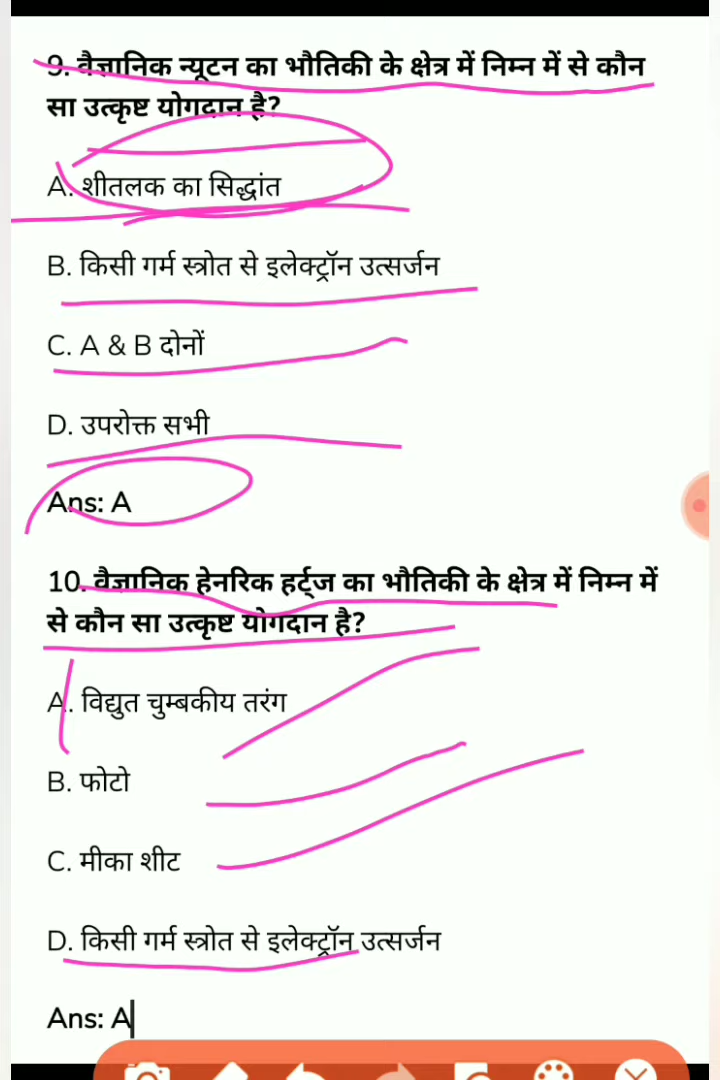 9. वैज्ञानिक न्यूटन का भौतिकी के क्षेत्र में निम्न में से कौन
सा उत्कृष्ट योगदान है?
A. शीतलक का सिद्धांत
B. किसी गर्म स्त्रोत से इलेक्ट्रॉन उत्सर्जन
C. A & B दोनों
D. उपरोक्त सभी
Ans: A
10. वैज्ञानिक हेनरिक हर्ट्ज का भौतिकी के क्षेत्र में निम्न में
से कौन सा उत्कृष्ट योगदान है?
A. विद्युत चुम्बकीय तरंग
B. फोटो
C. मीका शीट
D. किसी गर्म स्त्रोत से इलेक्ट्रॉन उत्सर्जन
Ans: A